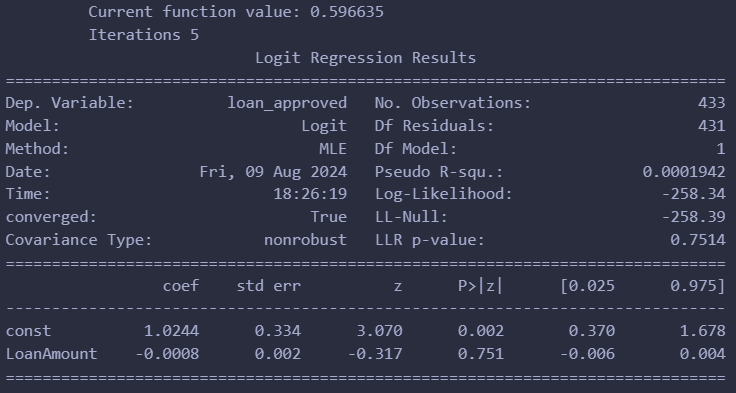 Current function value: 0.596635
Iterations 5
Logit Regression Results
==============================================================================
Dep. Variable: loan_approved No. Observations: 433
Model: Logit Df Residuals: 431
Method: MLE Df Model: 1
Date: Fri, 09 Aug 2024 Pseudo R-squ.: 0.0001942
Time: 18:26:19 Log-Likelihood: -258.34
converged: True LL-Null: -258.39
Covariance Type: nonrobust LLR p-value: 0.7514
==============================================================================
coef std err z P>|z| [0.025 0.975]
------------------------------------------------------------------------------
const 1.0244 0.334 3.070 0.002 0.370 1.678
LoanAmount -0.0008 0.002 -0.317 0.751 -0.006 0.004
==============================================================================